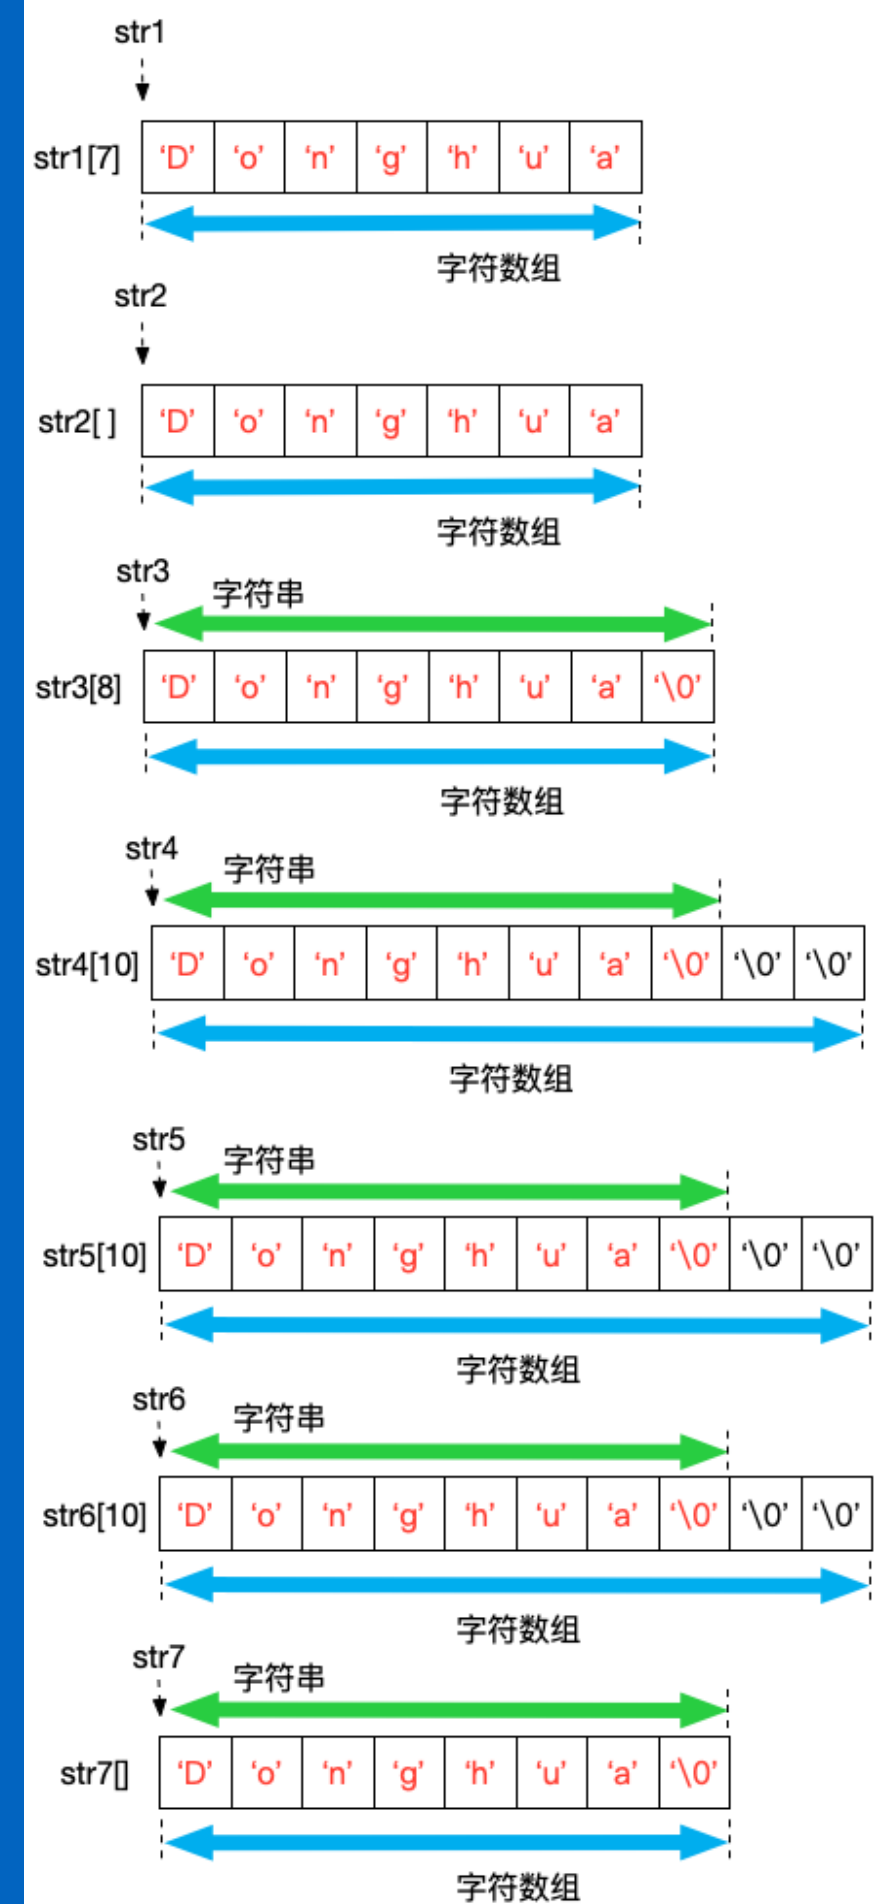 str1
str1[7] ‘D’ ‘o’ ‘n’ ‘g’ ‘h’ ‘u’ ‘a’
字符数组
str2
str2[ ] ‘D’ ‘o’ ‘n’ ‘g’ ‘h’ ‘u’ ‘a’
字符数组
str3
字符串
str3[8] ‘D’ ‘o’ ‘n’ ‘g’ ‘h’ ‘u’ ‘a’ ‘\0’
字符数组
str4
字符串
str4[10] ‘D’ ‘o’ ‘n’ ‘g’ ‘h’ ‘u’ ‘a’ ‘\0’ ‘\0’ ‘\0’
字符数组
str5
字符串
str5[10] ‘D’ ‘o’ ‘n’ ‘g’ ‘h’ ‘u’ ‘a’ ‘\0’ ‘\0’ ‘\0’
字符数组
str6
字符串
str6[10] ‘D’ ‘o’ ‘n’ ‘g’ ‘h’ ‘u’ ‘a’ ‘\0’ ‘\0’ ‘\0’
字符数组
str7
字符串
str7[] ‘D’ ‘o’ ‘n’ ‘g’ ‘h’ ‘u’ ‘a’ ‘\0’
字符数组